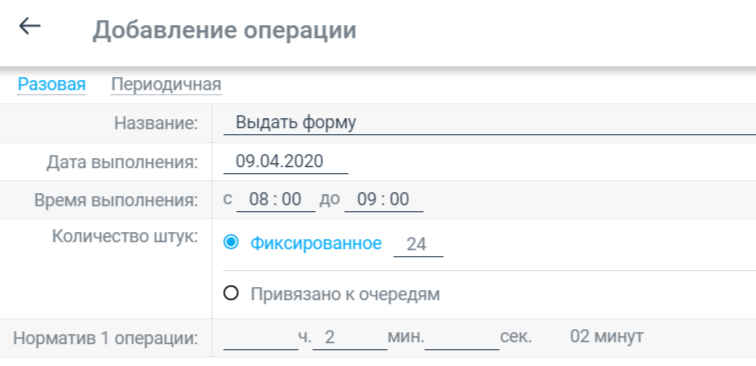 Добавление операции
Разовая Периодичная
Название: Выдать форму
Дата выполнения: 09.04.2020
Время выполнения: с 08 : 00 до 09 : 00
Количество штук: Фиксированное 24
Привязано к очередям
Норматив 1 операции: ч. 2 мин. сек. 02 минут